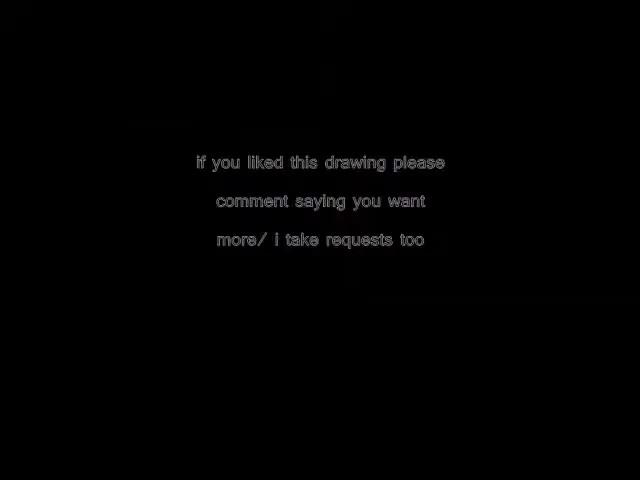 if you liked this drawing please
comment saying you want
more/ i take requests too